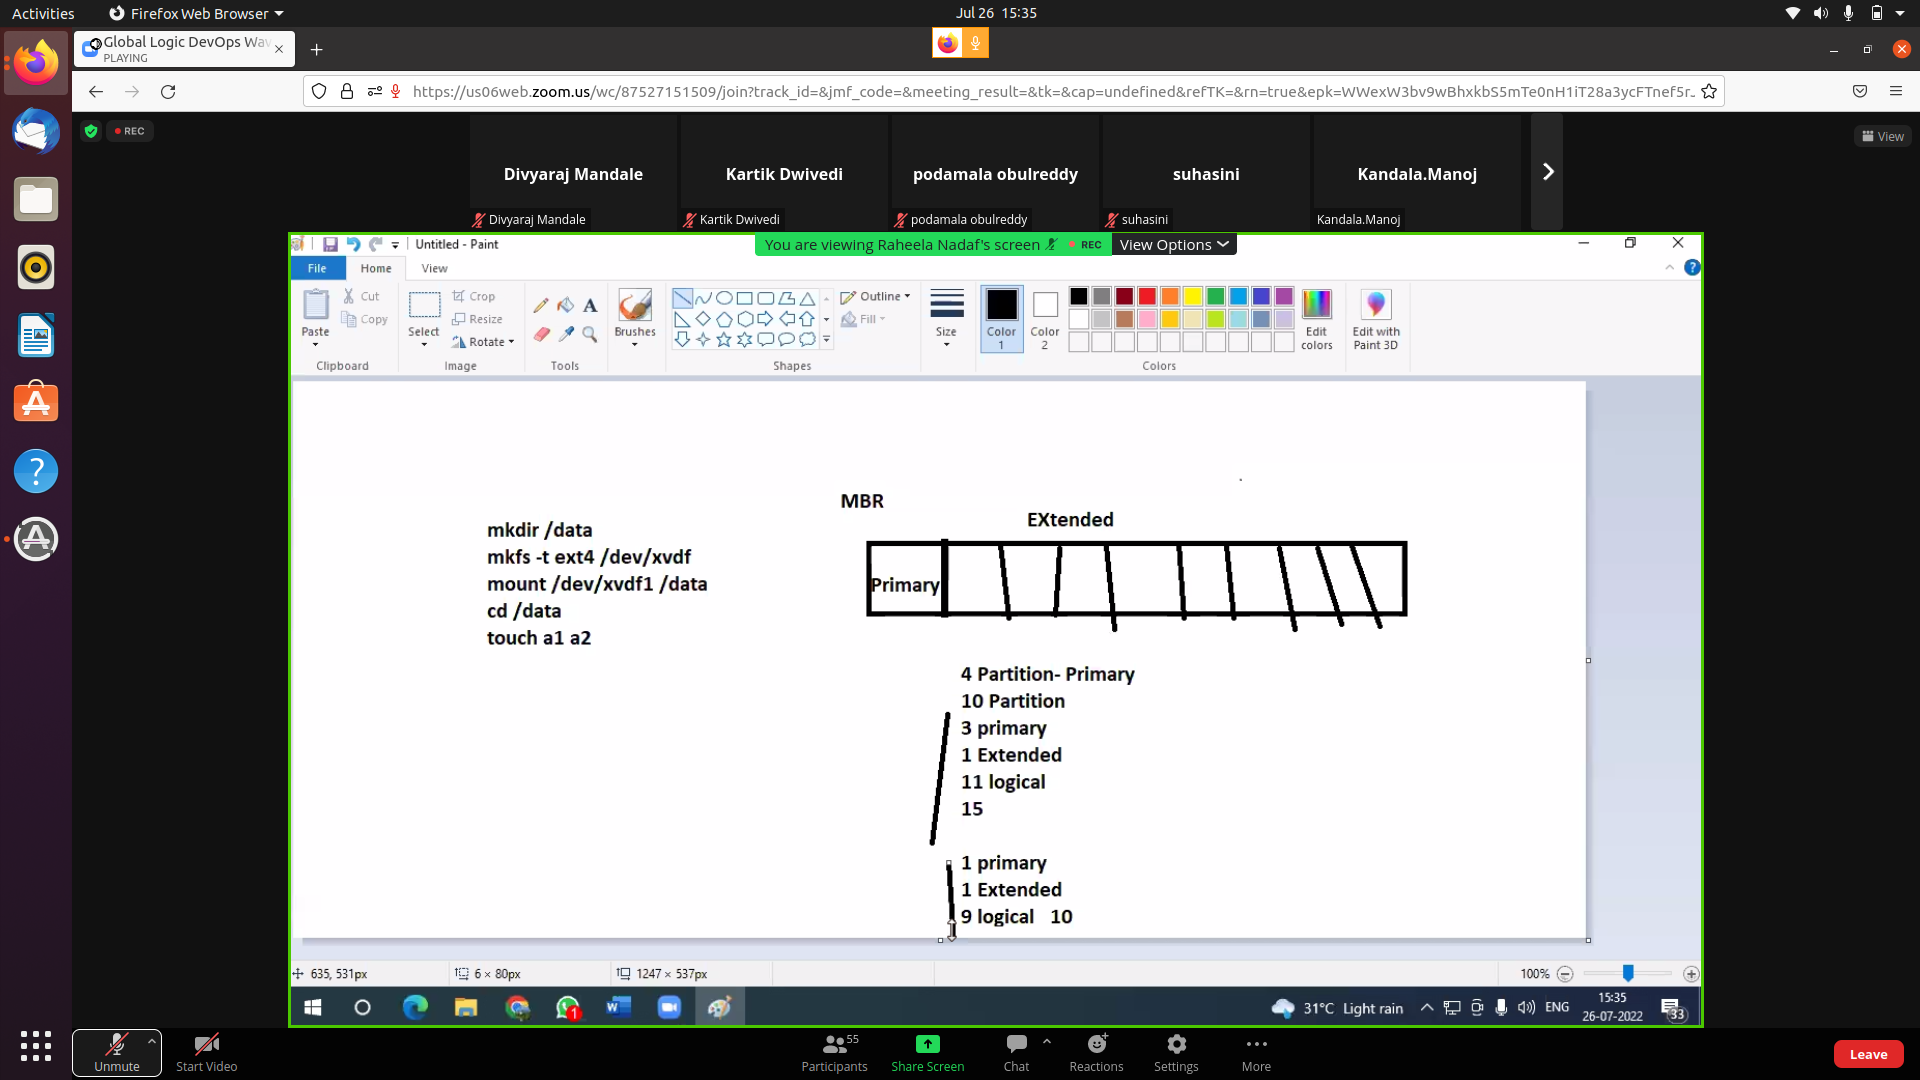 Activities
Firefox Web Browser
Jul 26 15:35
Global Logic DevOps Wav
PLAYING
https://us06web.zoom.us/wc/87527151509/join?track_id=&jmf_code=&meeting_result=&tk=&cap=undefined&refTK=&rn=true&epk=WWexW3bv9wBhxkbS5mTe0nH1iT28a3ycFTnef5r…
REC
View
Divyaraj Mandale
Kartik Dwivedi
podamala obulreddy
suhasini
Kandala.Manoj
Divyaraj Mandale
Kartik Dwivedi
podamala obulreddy
suhasini
Kandala.Manoj
Untitled - Paint
You are viewing Raheela Nadaf's screen
REC
View Options
File
Home
View
Paste
Cut
Copy
Clipboard
Select
Crop
Resize
Rotate
Image
A
Tools
Brushes
Outline
Fill
Shapes
Size
Color
1
Color
2
Edit
colors
Colors
Edit with
Paint 3D
MBR
EXtended
Primary
mkdir /data
mkfs -t ext4 /dev/xvdf
mount /dev/xvdf1 /data
cd /data
touch a1 a2
4 Partition- Primary
10 Partition
3 primary
1 Extended
11 logical
15
1 primary
1 Extended
9 logical 10
635, 531px
6 × 80px
1247 × 537px
100%
1
31°C Light rain
ENG
15:35
26-07-2022
33
Unmute
Start Video
55
Participants
Share Screen
Chat
Reactions
Settings
More
Leave